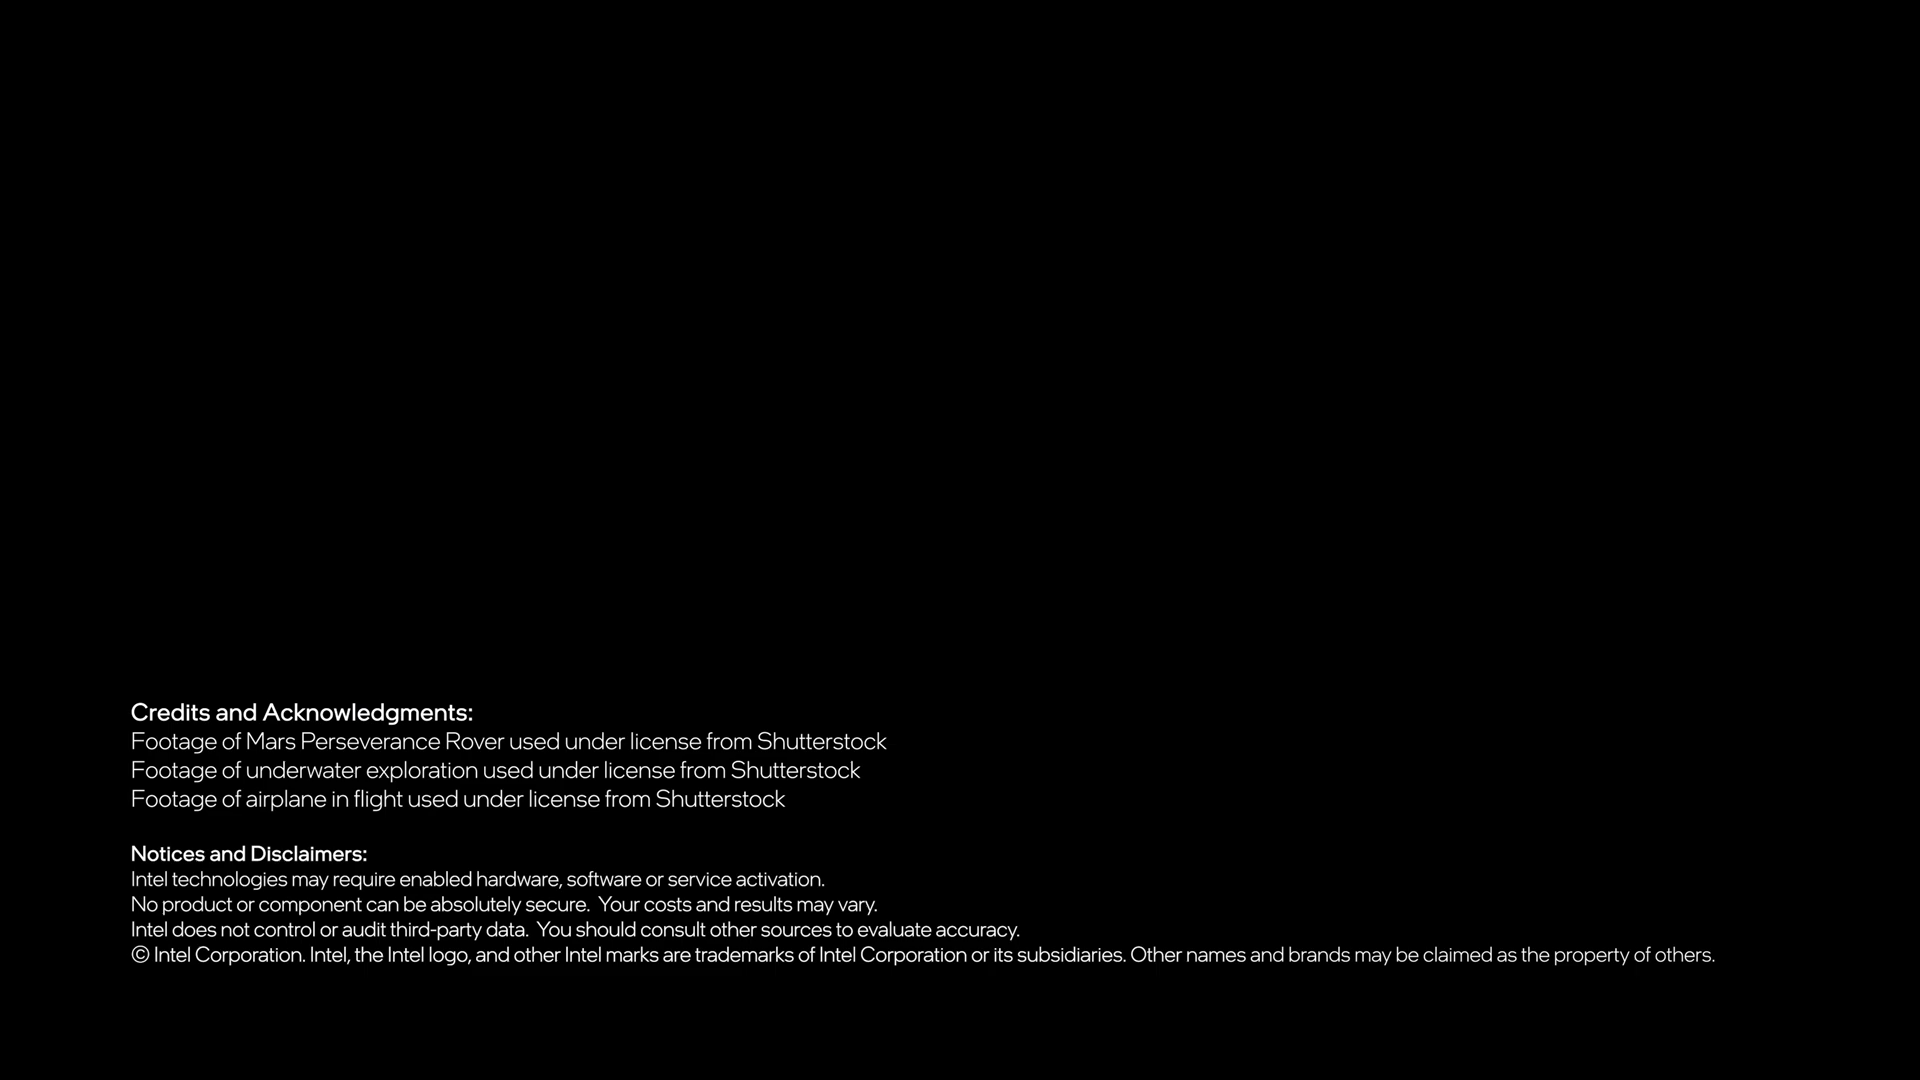 Credits and Acknowledgments:
Footage of Mars Perseverance Rover used under license from Shutterstock
Footage of underwater exploration used under license from Shutterstock
Footage of airplane in flight used under license from Shutterstock
Notices and Disclaimers:
Intel technologies may require enabled hardware, software or service activation.
No product or component can be absolutely secure.  Your costs and results may vary.
Intel does not control or audit third-party data.  You should consult other sources to evaluate accuracy.
© Intel Corporation. Intel, the Intel logo, and other Intel marks are trademarks of Intel Corporation or its subsidiaries. Other names and brands may be claimed as the property of others.